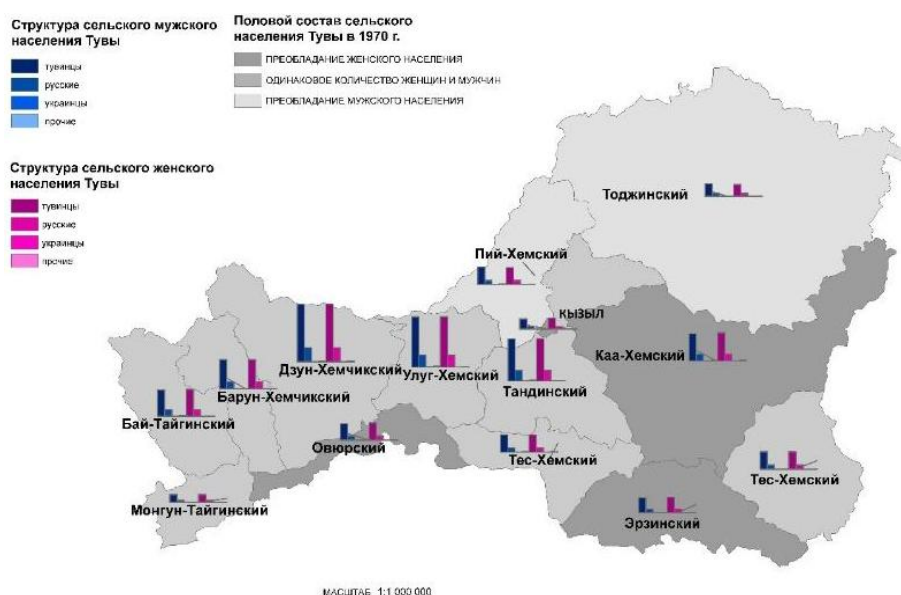 Структура сельского мужского
населения Тувы
тувинцы
русские
украинцы
прочие
Половой состав сельского
населения Тувы в 1970 г.
ПРЕОБЛАДАНИЕ ЖЕНСКОГО НАСЕЛЕНИЯ
ОДИНАКОВОЕ КОЛИЧЕСТВО ЖЕНЩИН И МУЖЧИН
ПРЕОБЛАДАНИЕ МУЖСКОГО НАСЕЛЕНИЯ
Структура сельского женского
населения Тувы
тувинцы
русские
украинцы
прочие
Тоджинский
Пий-Хемский
КЫЗЫЛ
Каа-Хемский
Дзун-Хемчикский
Улуг-Хемский
Тандинский
Барун-Хемчикский
Бай-Тайгинский
Овюрский
Тес-Хемский
Тес-Хемский
Монгун-Тайгинский
Эрзинский
МАСШТАБ 1:1 000 000